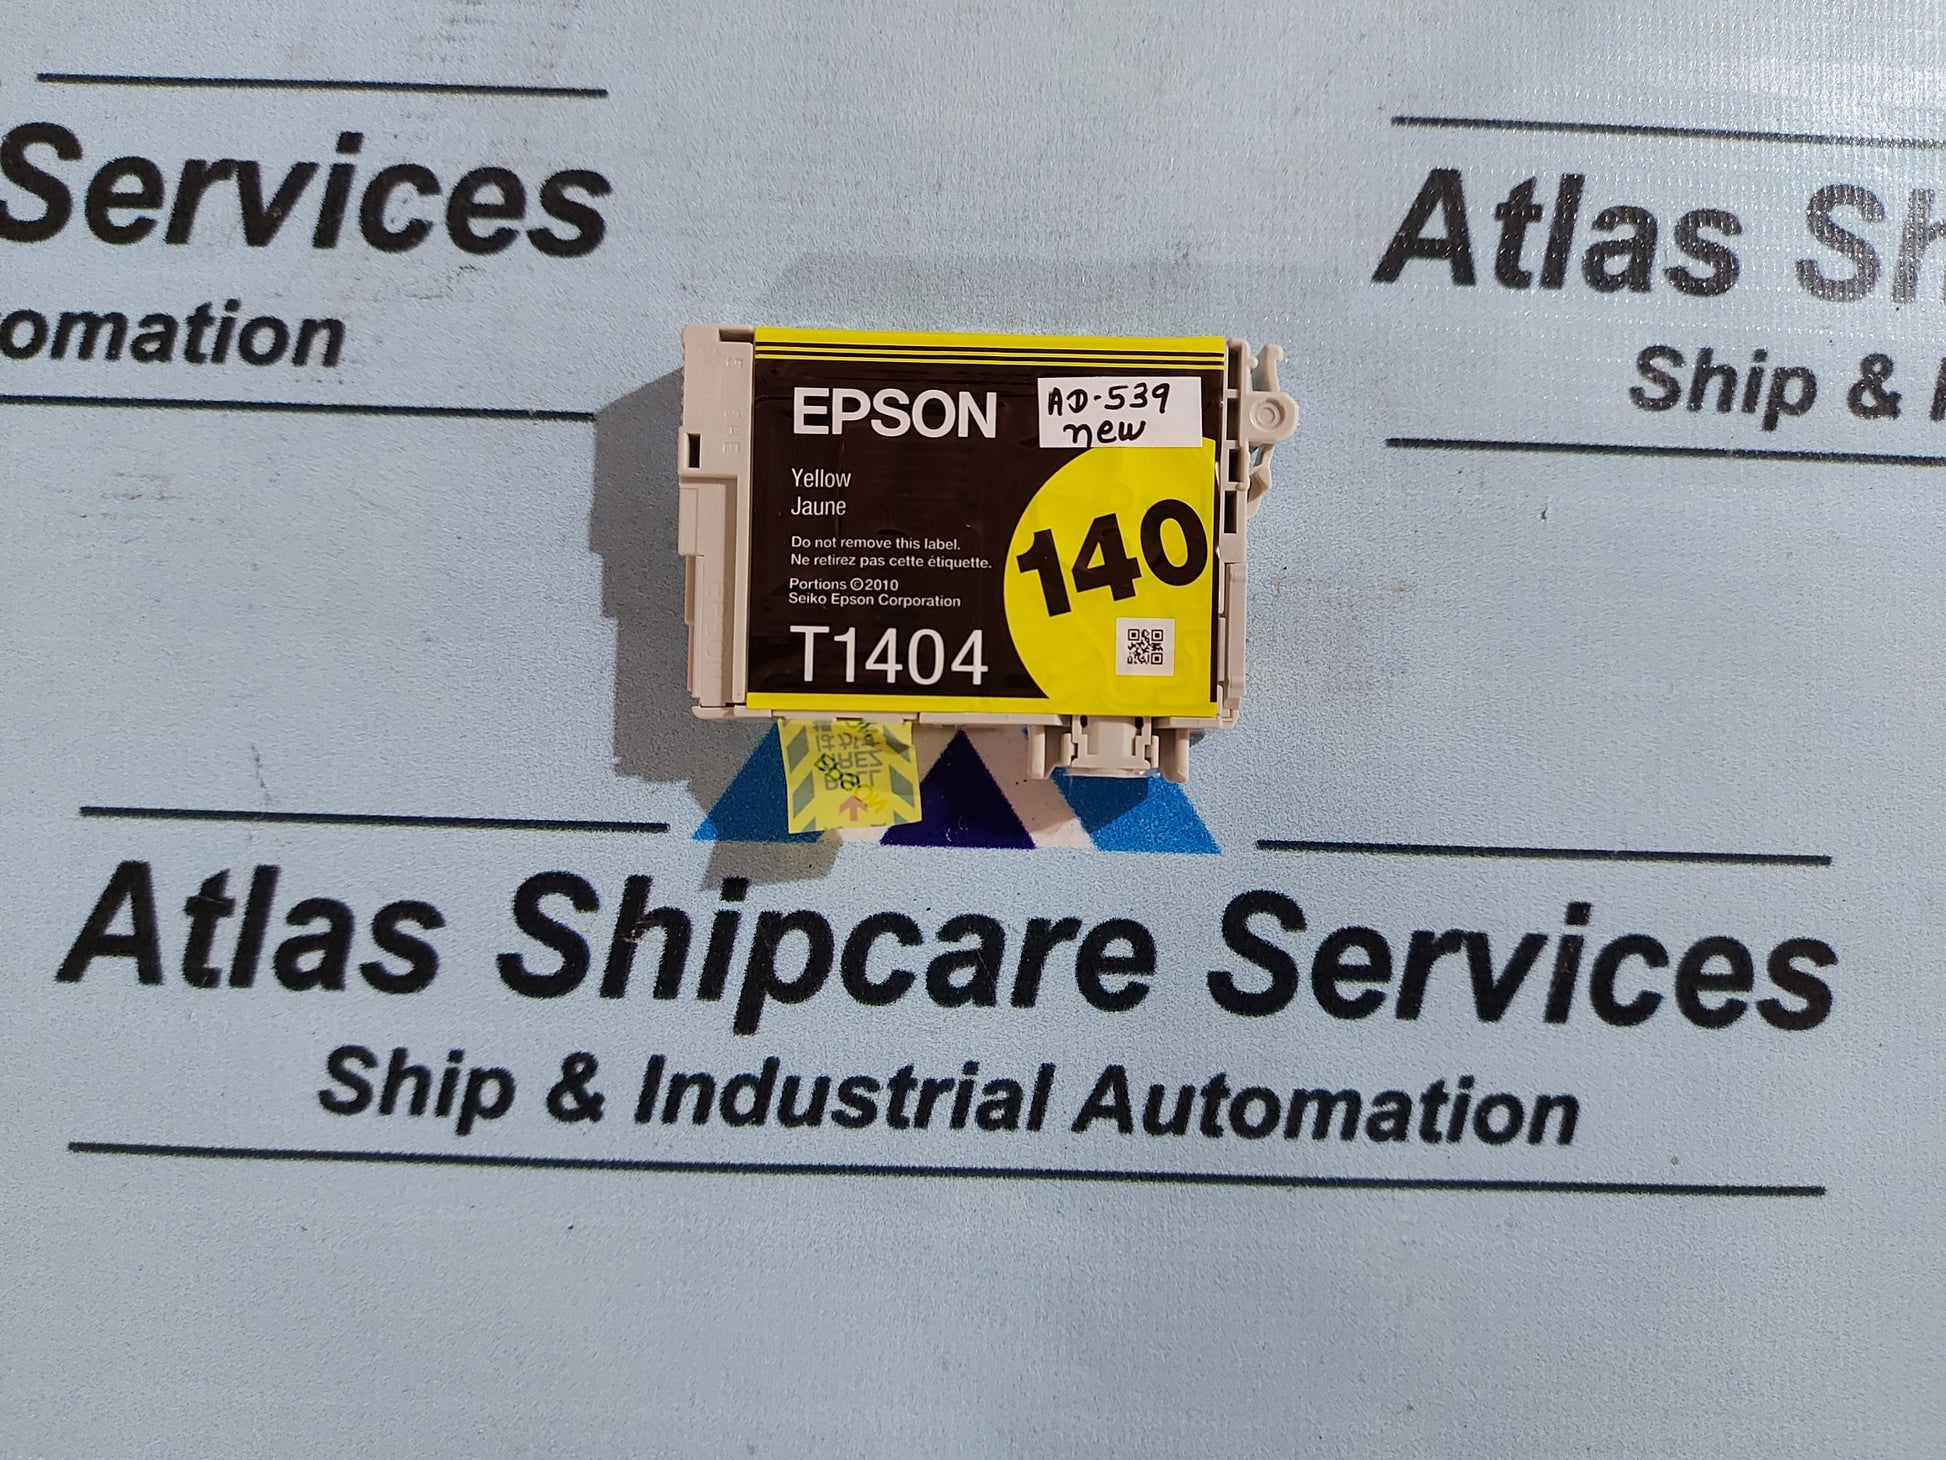 Services
omation
Atlas Sh
Ship &
EPSON
AD-539
new
Yellow
Jaune
Do not remove this label.
Ne retirez pas cette étiquette.
Portions ©2010
Seiko Epson Corporation
T1404
140
Atlas Shipcare Services
Ship & Industrial Automation